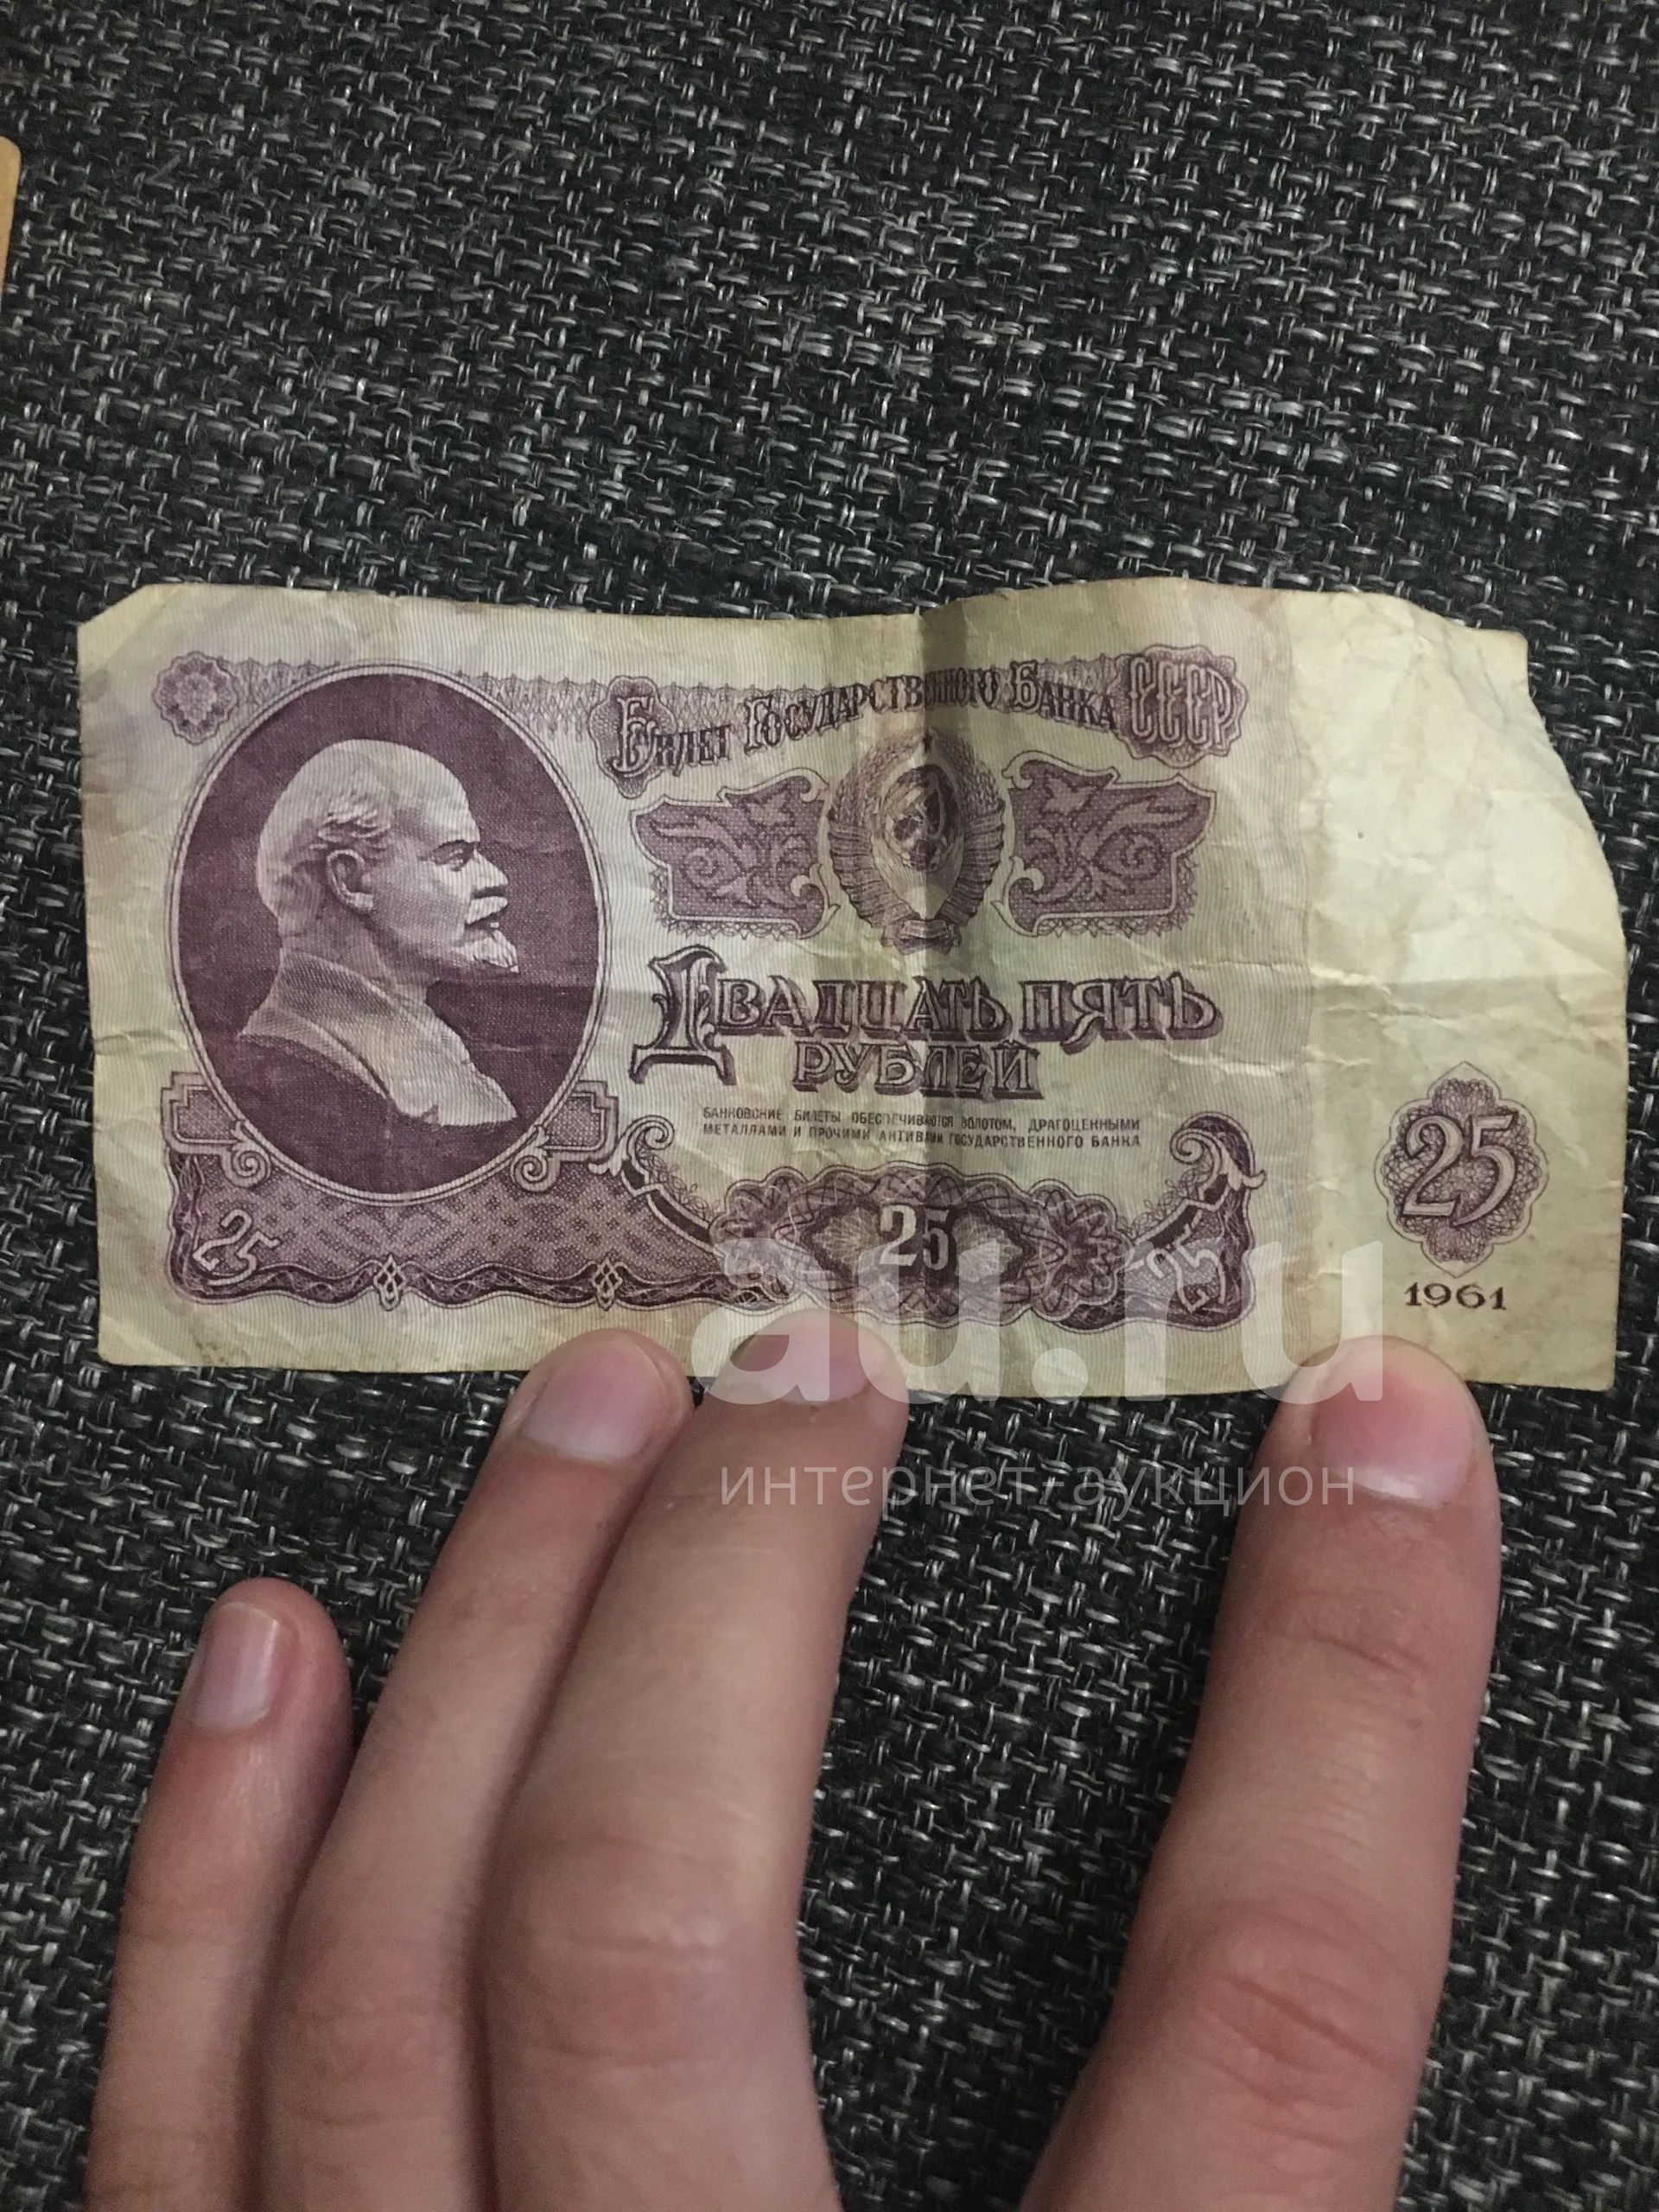 Билет Государственного Банка СССР
Двадцать пять
рублей
БАНКОВСКИЕ БИЛЕТЫ ОБЕСПЕЧИВАЮТСЯ ЗОЛОТОМ, ДРАГОЦЕННЫМИ
МЕТАЛЛАМИ И ПРОЧИМИ АКТИВАМИ ГОСУДАРСТВЕННОГО БАНКА
25
25
25
25
1961
au.ru
интернет-аукцион